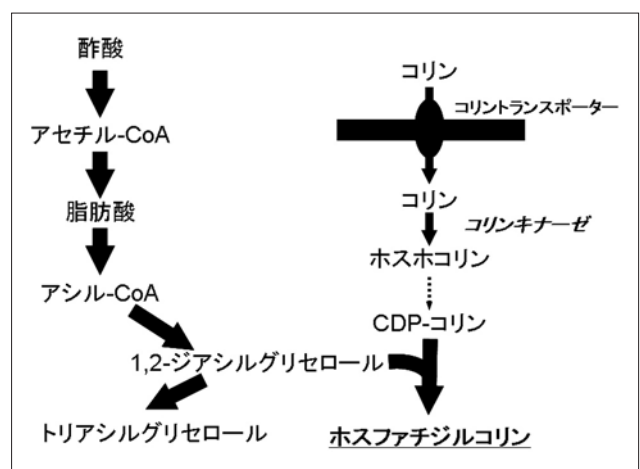 酢酸
アセチル-CoA
脂肪酸
アシル-CoA
1,2-ジアシルグリセロール
トリアシルグリセロール
コリン
コリントランスポーター
コリン
コリンキナーゼ
ホスホコリン
CDP-コリン
ホスファチジルコリン